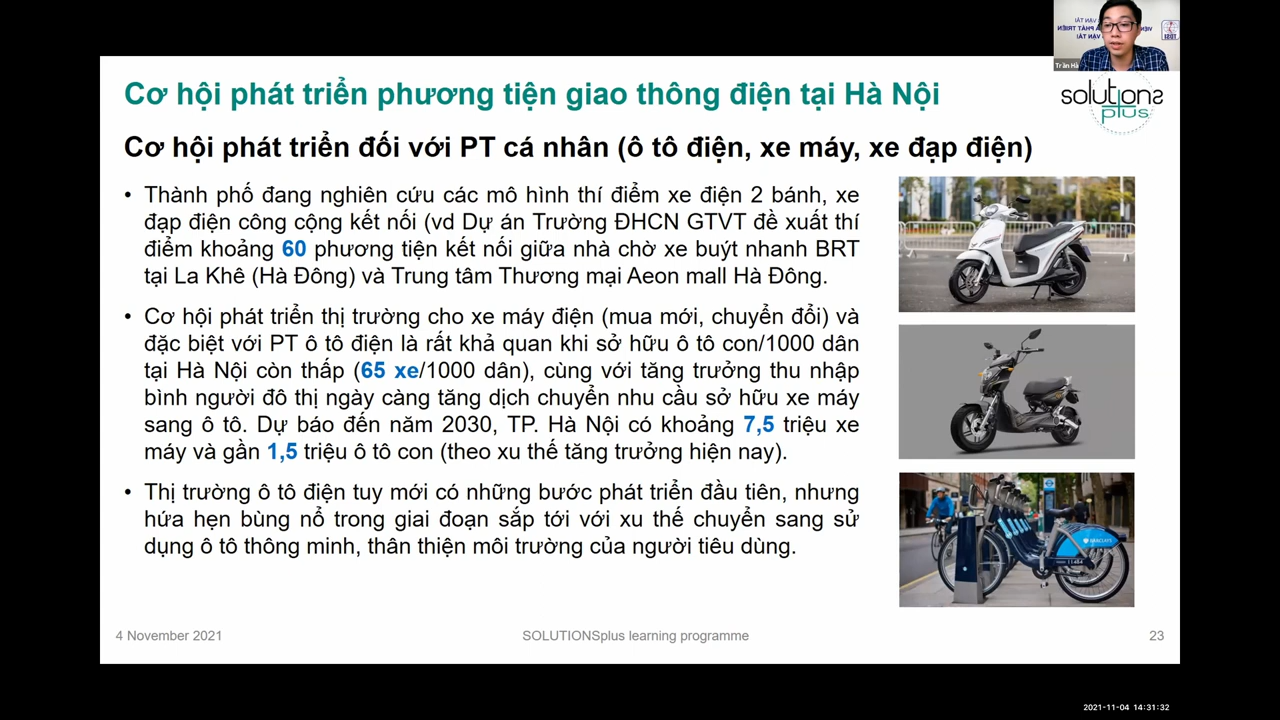 Cơ hội phát triển phương tiện giao thông điện tại Hà Nội
solutions
plus
Cơ hội phát triển đối với PT cá nhân (ô tô điện, xe máy, xe đạp điện)
• Thành phố đang nghiên cứu các mô hình thí điểm xe điện 2 bánh, xe
đạp điện công cộng kết nối (vd Dự án Trường ĐHCN GTVT đề xuất thí
điểm khoảng 60 phương tiện kết nối giữa nhà chờ xe buýt nhanh BRT
tại La Khê (Hà Đông) và Trung tâm Thương mại Aeon mall Hà Đông.
• Cơ hội phát triển thị trường cho xe máy điện (mua mới, chuyển đổi) và
đặc biệt với PT ô tô điện là rất khả quan khi sở hữu ô tô con/1000 dân
tại Hà Nội còn thấp (65 xe/1000 dân), cùng với tăng trưởng thu nhập
bình người đô thị ngày càng tăng dịch chuyển nhu cầu sở hữu xe máy
sang ô tô. Dự báo đến năm 2030, TP. Hà Nội có khoảng 7,5 triệu xe
máy và gần 1,5 triệu ô tô con (theo xu thế tăng trưởng hiện nay).
• Thị trường ô tô điện tuy mới có những bước phát triển đầu tiên, nhưng
hứa hẹn bùng nổ trong giai đoạn sắp tới với xu thế chuyển sang sử
dụng ô tô thông minh, thân thiện môi trường của người tiêu dùng.
BARCLAYS
4 November 2021
SOLUTIONSplus learning programme
23
2021-11-04 14:31:32